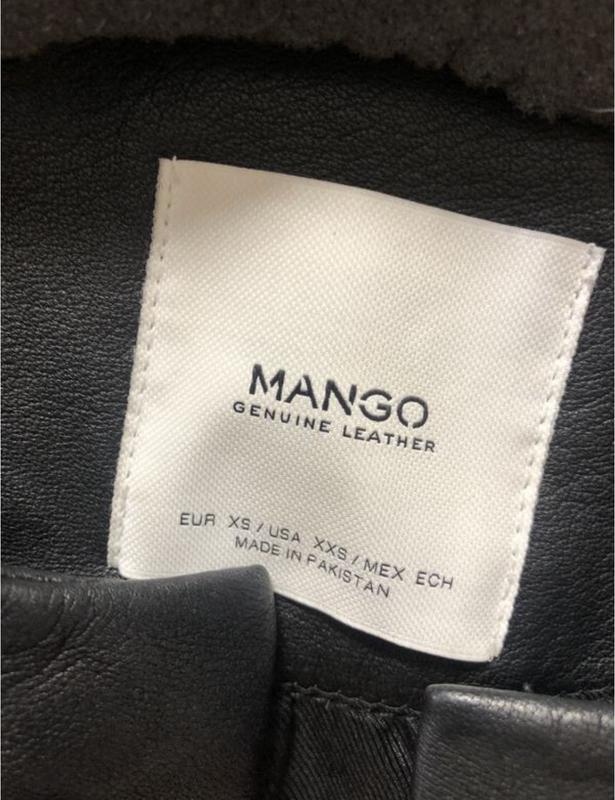 MANGO
GENUINE LEATHER
EUR XS / USA XXS / MEX ECH
MADE IN PAKISTAN